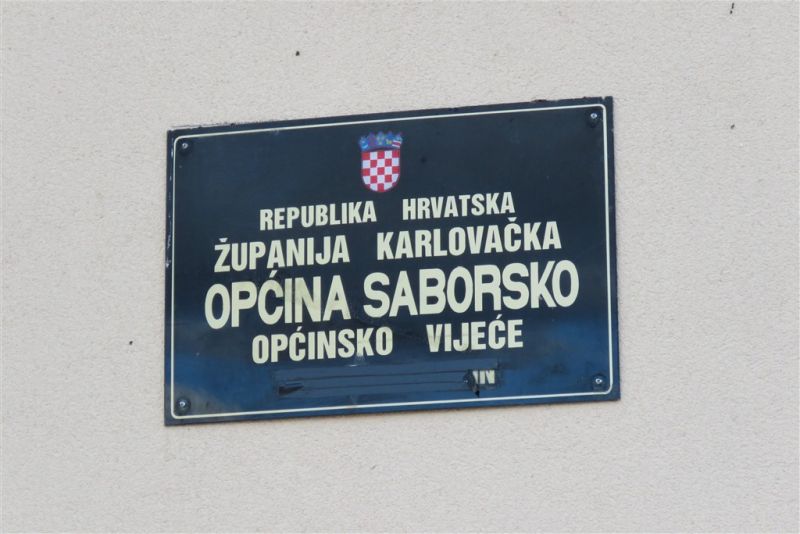 REPUBLIKA HRVATSKA
ŽUPANIJA KARLOVAČKA
OPĆINA SABORSKO
OPĆINSKO VIJEĆE